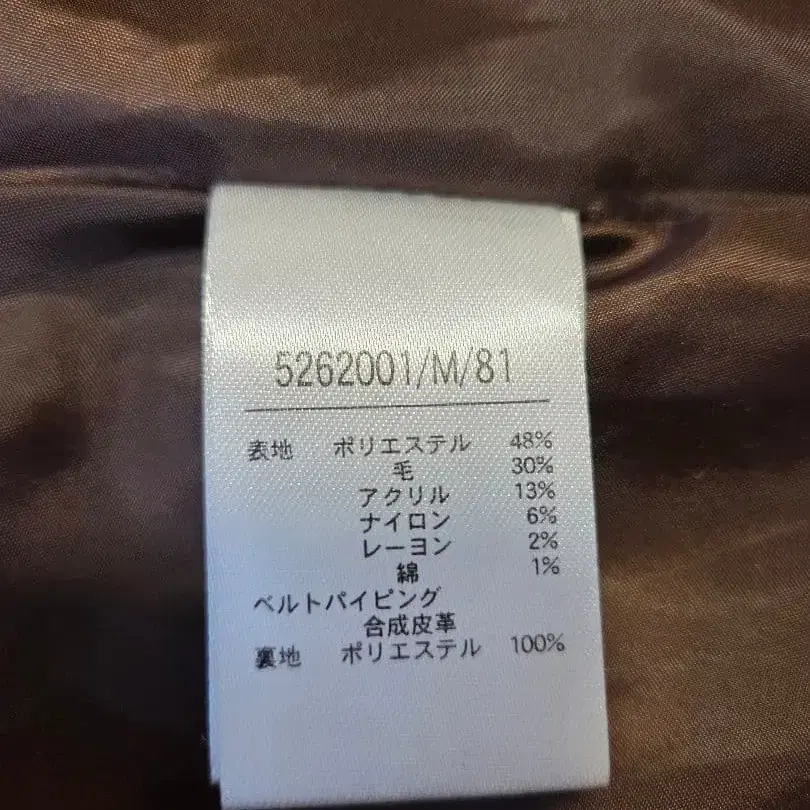 5262001/M/81
表地 ポリエステル 48%
毛 30%
アクリル 13%
ナイロン 6%
レーヨン 2%
綿 1%
ベルトパイピング
合成皮革
裏地 ポリエステル 100%